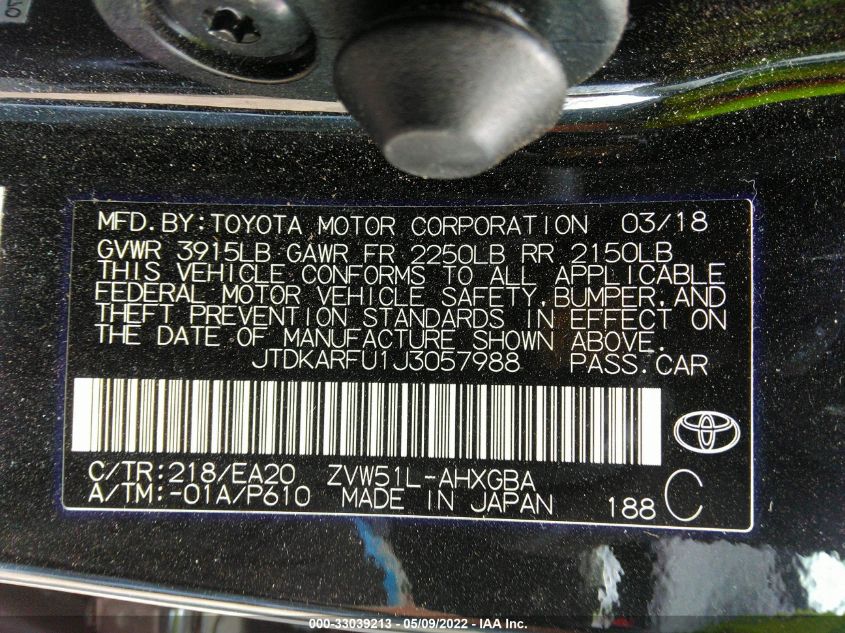 5
MFD.BY:TOYOTA MOTOR CORPORATION 03/18
GVWR 3915LB GAWR FR 2250LB RR 2150LB
THIS VEHICLE CONFORMS TO ALL APPLICABLE
FEDERAL MOTOR VEHICLE SAFETY,BUMPER,AND
THEFT PREVENTION STANDARDS IN EFFECT ON
THE DATE OF MANUFACTURE SHOWN ABOVE.
JTDKARFU1J3057988 PASS.CAR
C/TR:218/EA20 ZVW51L-AHXGBA
A/TM:-01A/P610 MADE IN JAPAN 188 C
000-33039213 - 05/09/2022 - IAA Inc.